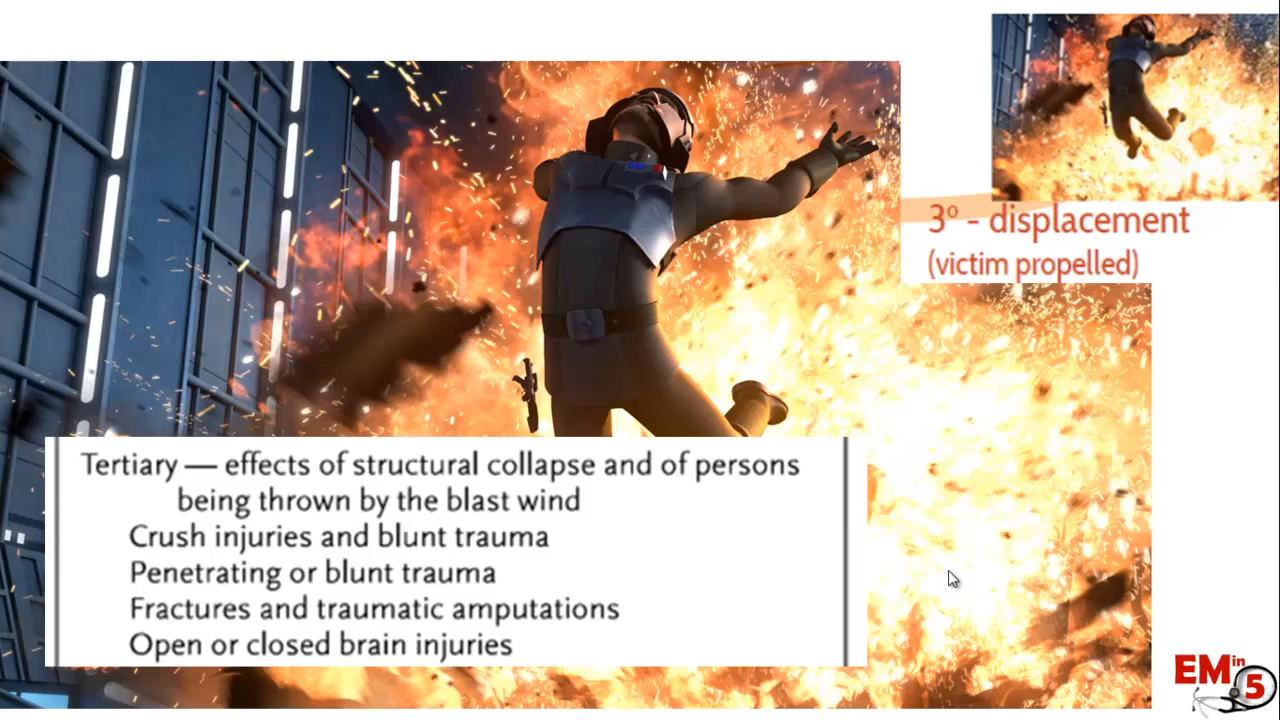 3º - displacement
(victim propelled)
Tertiary — effects of structural collapse and of persons
being thrown by the blast wind
Crush injuries and blunt trauma
Penetrating or blunt trauma
Fractures and traumatic amputations
Open or closed brain injuries
EM in 5